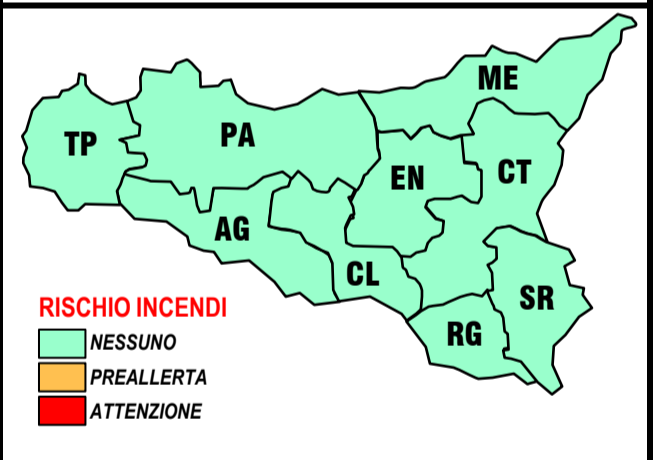 ME
PA
TP
CT
EN
AG
CL
SR
RG
RISCHIO INCENDI
NESSUNO
PREALLERTA
ATTENZIONE